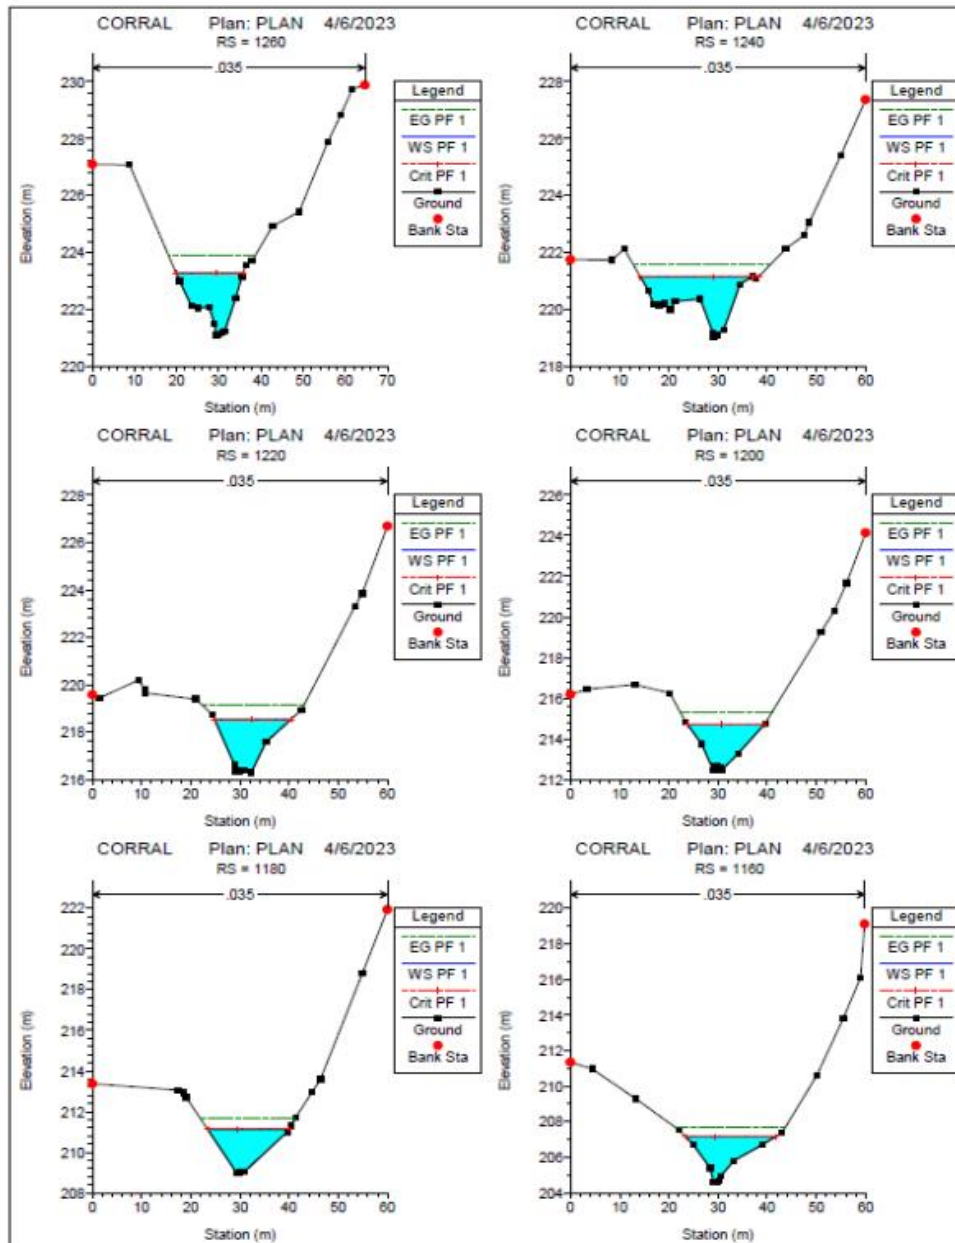 CORRAL Plan: PLAN 4/6/2023
RS = 1260
.035
Legend
EG PF 1
WS PF 1
Crit PF 1
Ground
Bank Sta
Elevation (m)
230
228
226
224
222
220
0 10 20 30 40 50 60 70
Station (m)
CORRAL Plan: PLAN 4/6/2023
RS = 1240
.035
Legend
EG PF 1
WS PF 1
Crit PF 1
Ground
Bank Sta
Elevation (m)
228
226
224
222
220
218
0 10 20 30 40 50 60
Station (m)
CORRAL Plan: PLAN 4/6/2023
RS = 1220
.035
Legend
EG PF 1
WS PF 1
Crit PF 1
Ground
Bank Sta
Elevation (m)
228
226
224
222
220
218
216
0 10 20 30 40 50 60
Station (m)
CORRAL Plan: PLAN 4/6/2023
RS = 1200
.035
Legend
EG PF 1
WS PF 1
Crit PF 1
Ground
Bank Sta
Elevation (m)
226
224
222
220
218
216
214
212
0 10 20 30 40 50 60
Station (m)
CORRAL Plan: PLAN 4/6/2023
RS = 1180
.035
Legend
EG PF 1
WS PF 1
Crit PF 1
Ground
Bank Sta
Elevation (m)
222
220
218
216
214
212
210
208
0 10 20 30 40 50 60
Station (m)
CORRAL Plan: PLAN 4/6/2023
RS = 1160
.035
Legend
EG PF 1
WS PF 1
Crit PF 1
Ground
Bank Sta
Elevation (m)
220
218
216
214
212
210
208
206
204
0 10 20 30 40 50 60
Station (m)